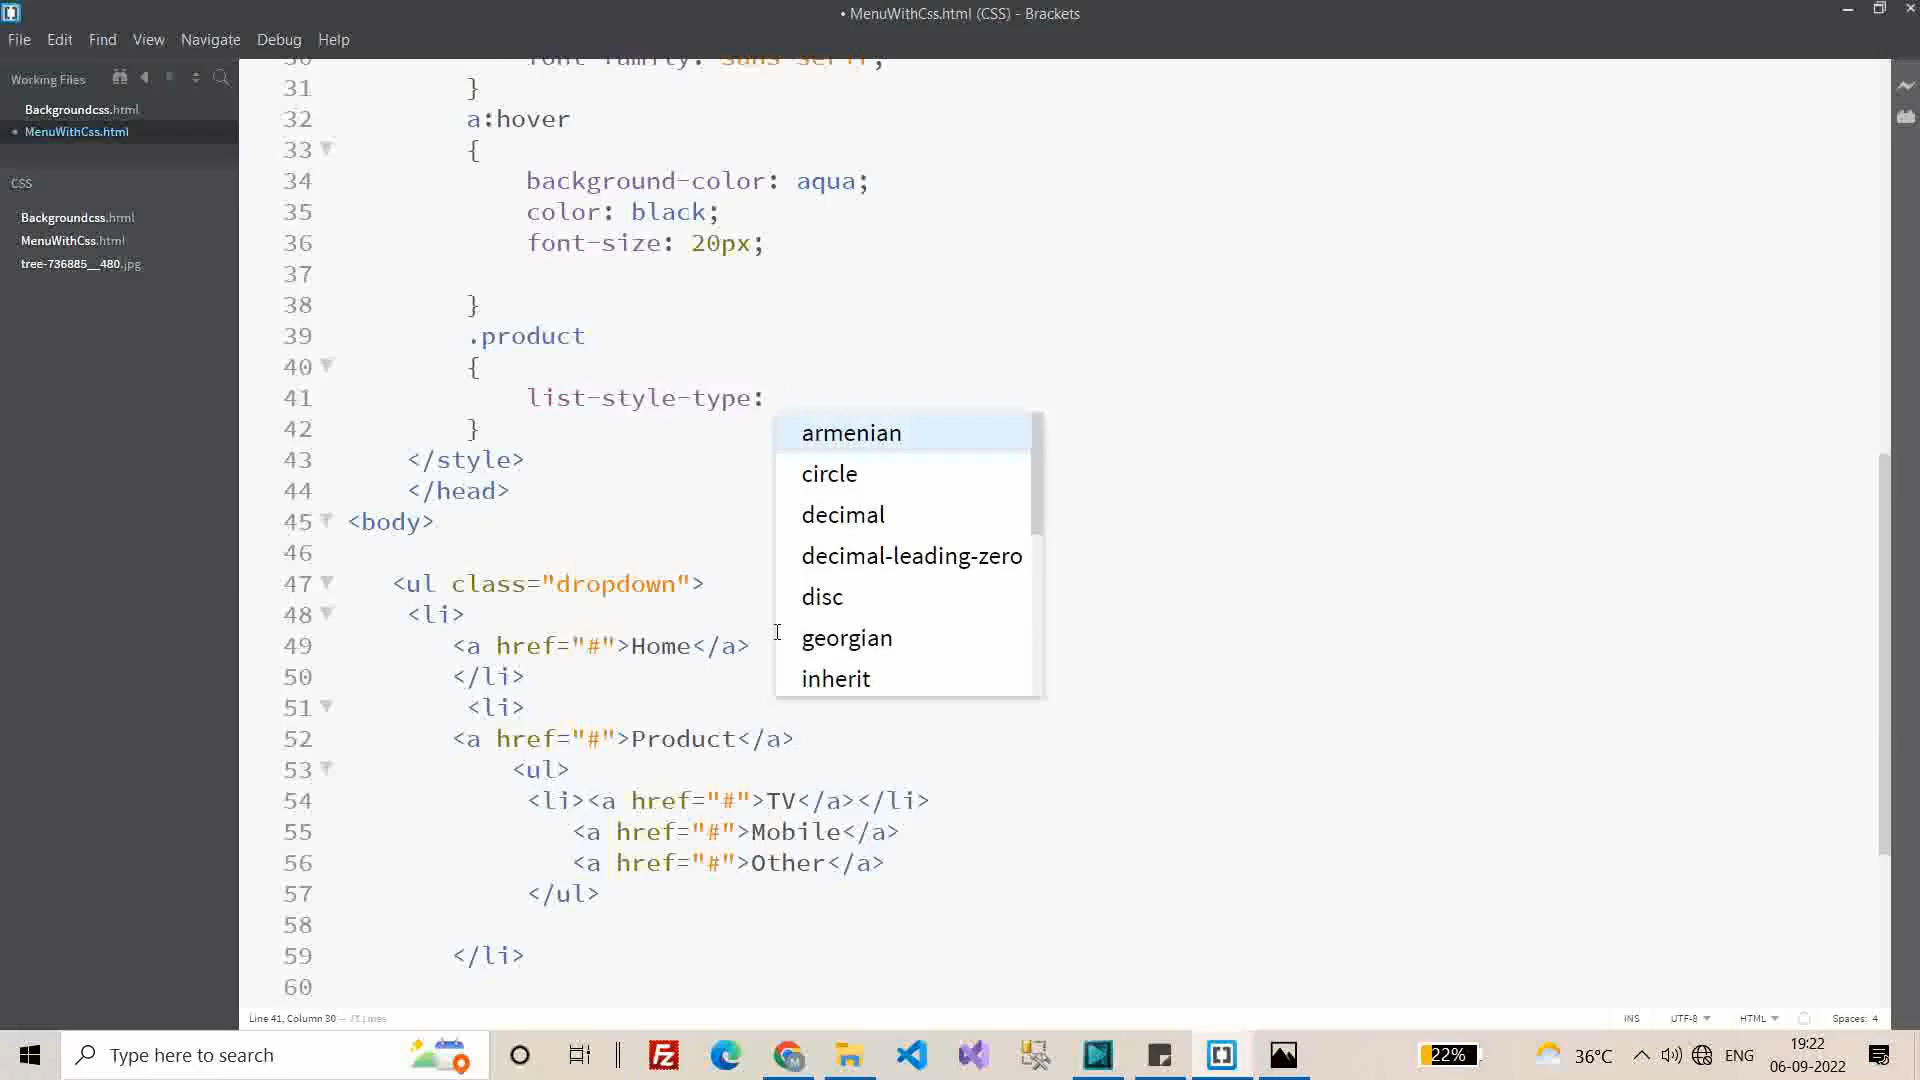 • MenuWithCss.html (CSS) - Brackets
File Edit Find View Navigate Debug Help
Working Files
Backgroundcss.html
• MenuWithCss.html
CSS
Backgroundcss.html
MenuWithCss.html
tree-736885__480.jpg
30 font-family: sans-serif;
31 }
32 a:hover
33 {
34 background-color: aqua;
35 color: black;
36 font-size: 20px;
37
38 }
39 .product
40 {
41 list-style-type:
42 }
43 </style>
44 </head>
45 <body>
46
47 <ul class="dropdown">
48 <li>
49 <a href="#">Home</a>
50 </li>
51 <li>
52 <a href="#">Product</a>
53 <ul>
54 <li><a href="#">TV</a></li>
55 <a href="#">Mobile</a>
56 <a href="#">Other</a>
57 </ul>
58
59 </li>
60
armenian
circle
decimal
decimal-leading-zero
disc
georgian
inherit
Line 41, Column 30 — Lines
INS UTF-8 HTML Spaces: 4
Type here to search
22%
36°C
ENG
19:22
06-09-2022